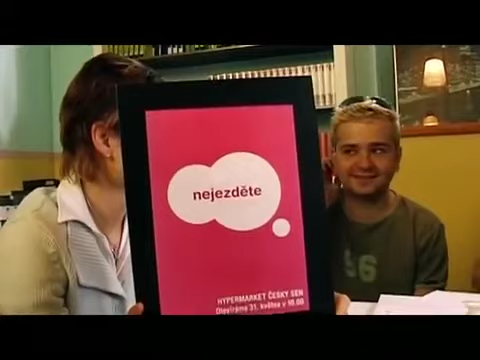 nejezděte
HYPERMARKET ČESKÝ SEN
Otevíráme 31. května v 10.00